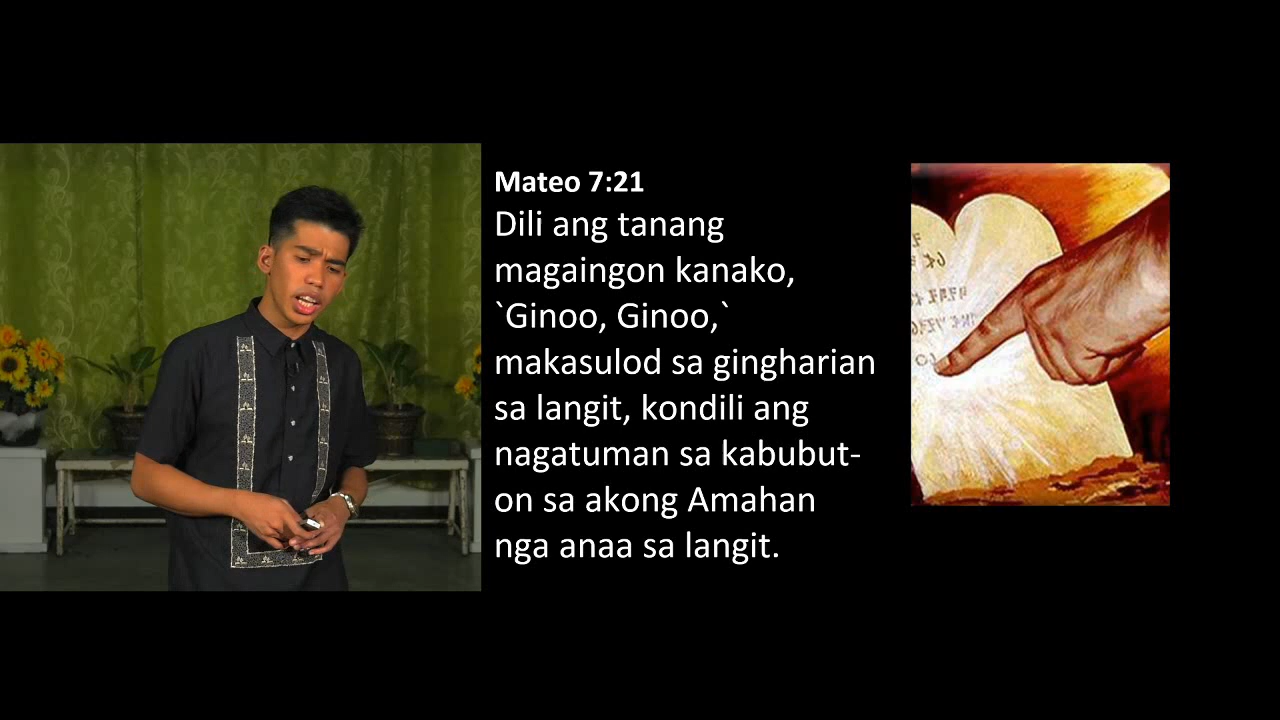 Mateo 7:21
Dili ang tanang
magaingon kanako,
`Ginoo, Ginoo,`
makasulod sa gingharian
sa langit, kondili ang
nagatuman sa kabubut-
on sa akong Amahan
nga anaa sa langit.